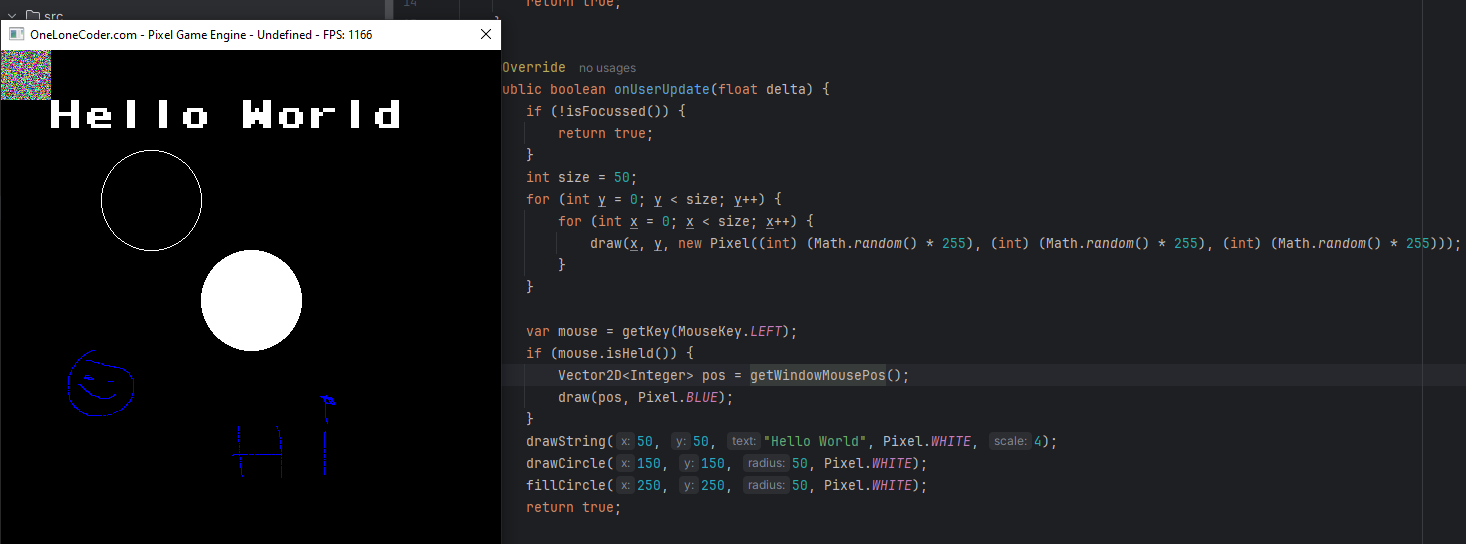 src
OneLoneCoder.com - Pixel Game Engine - Undefined - FPS: 1166
Hello World
HI
14
return true;
Override no usages
ublic boolean onUserUpdate(float delta) {
if (!isFocussed()) {
return true;
}
int size = 50;
for (int y = 0; y < size; y++) {
for (int x = 0; x < size; x++) {
draw(x, y, new Pixel((int) (Math.random() * 255), (int) (Math.random() * 255), (int) (Math.random() * 255)));
}
}
var mouse = getKey(MouseKey.LEFT);
if (mouse.isHeld()) {
Vector2D<Integer> pos = getWindowMousePos();
draw(pos, Pixel.BLUE);
}
drawString( x: 50, y: 50, text: "Hello World", Pixel.WHITE, scale: 4);
drawCircle( x: 150, y: 150, radius: 50, Pixel.WHITE);
fillCircle( x: 250, y: 250, radius: 50, Pixel.WHITE);
return true;